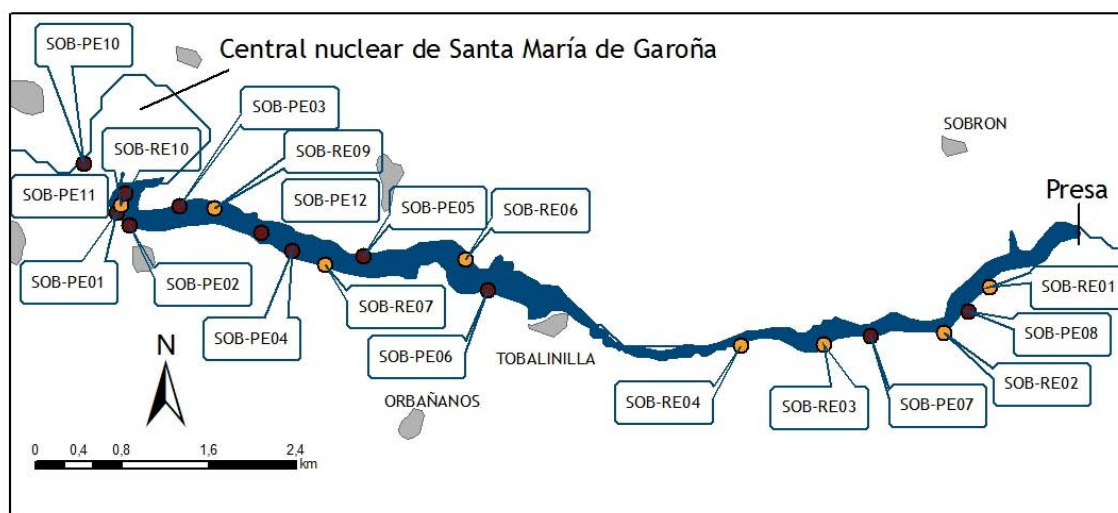 SOB-PE10
Central nuclear de Santa María de Garoña
SOB-PE03
SOB-RE10
SOB-RE09
SOB-PE11
SOB-PE12
SOB-PE05
SOB-RE06
SOBRON
Presa
SOB-PE01
SOB-PE02
SOB-RE07
SOB-RE01
SOB-PE04
SOB-PE08
N
SOB-PE06
TOBALINILLA
SOB-RE02
ORBAÑANOS
SOB-RE04
SOB-RE03
SOB-PE07
0 0,4 0,8 1,6 2,4
km